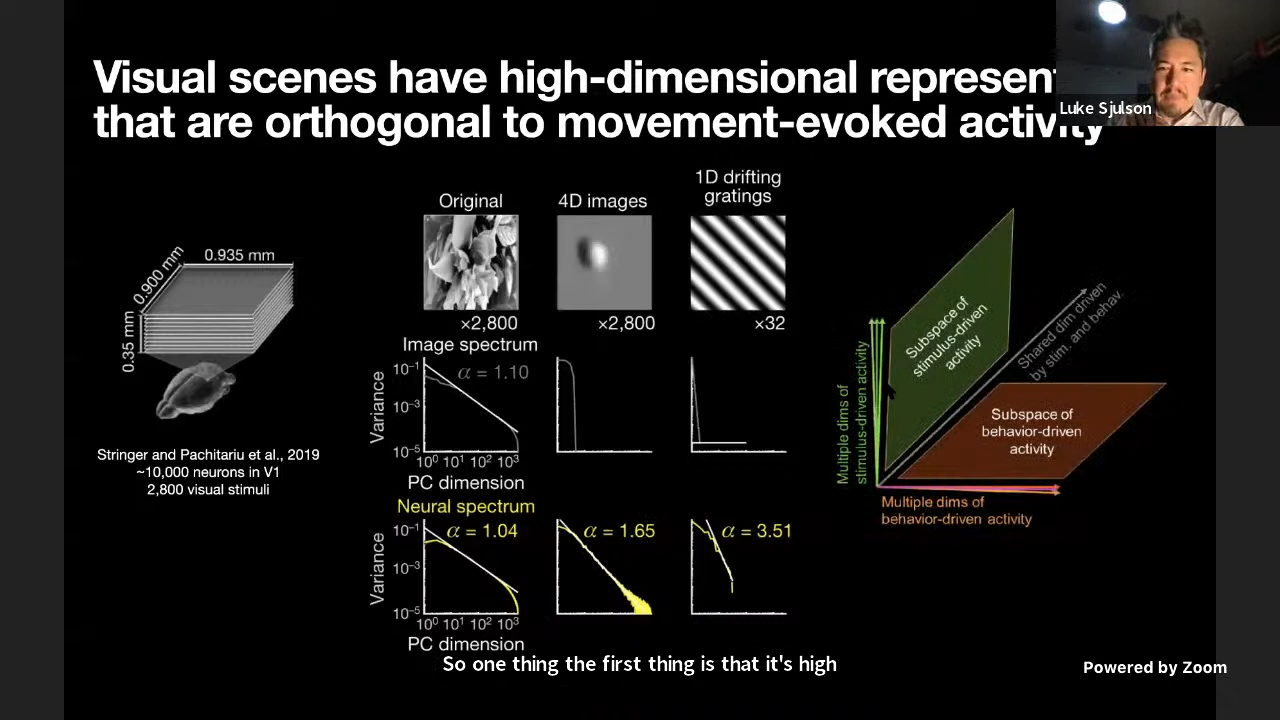 Visual scenes have high-dimensional represent
that are orthogonal to movement-evoked activity
Luke Sjulson
0.935 mm
0.900 mm
0.35 mm
Stringer and Pachitariu et al., 2019
~10,000 neurons in V1
2,800 visual stimuli
Original
4D images
1D drifting
gratings
×2,800
×2,800
×32
Image spectrum
Variance
10⁻¹
10⁻³
10⁻⁵
α = 1.10
10⁰ 10¹ 10² 10³
PC dimension
Neural spectrum
Variance
10⁻¹
10⁻³
10⁻⁵
α = 1.04
α = 1.65
α = 3.51
10⁰ 10¹ 10² 10³
PC dimension
Multiple dims of
stimulus-driven activity
Subspace of
stimulus-driven
activity
Shared dim driven
by stim. and behav.
Subspace of
behavior-driven
activity
Multiple dims of
behavior-driven activity
So one thing the first thing is that it's high
Powered by Zoom